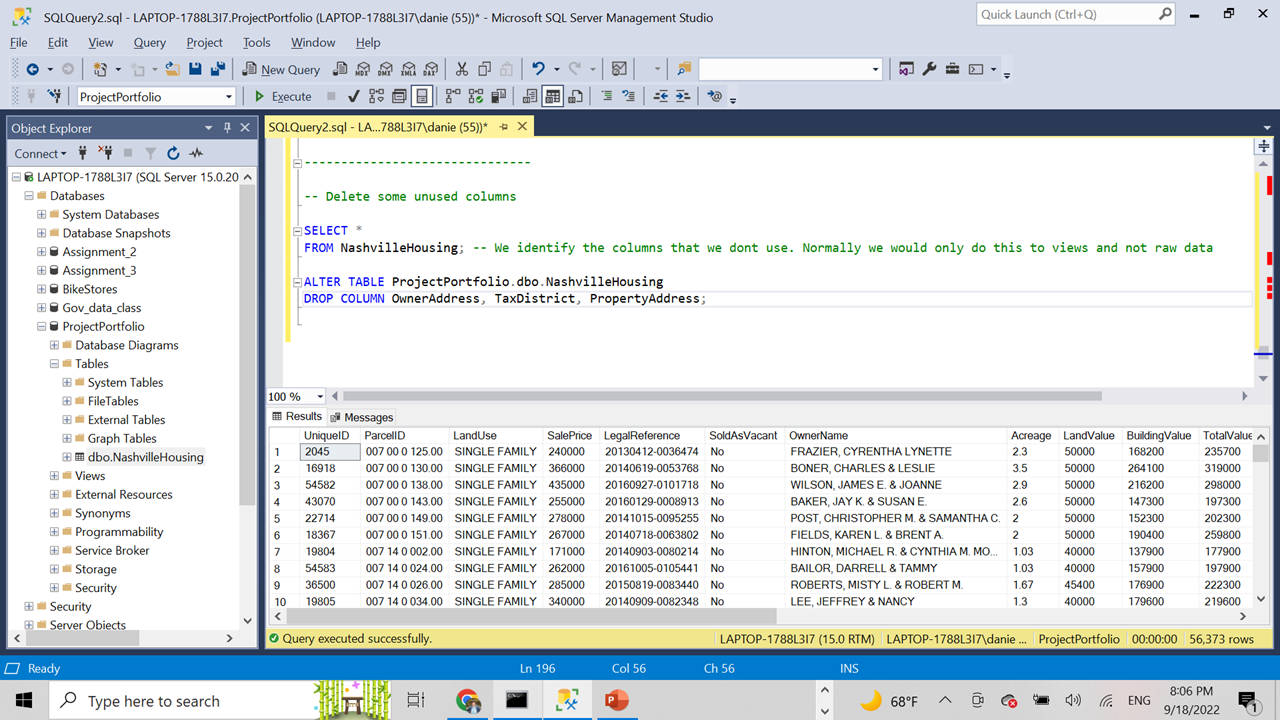 SQLQuery2.sql - LAPTOP-1788L3I7.ProjectPortfolio (LAPTOP-1788L3I7\danie (55))* - Microsoft SQL Server Management Studio
Quick Launch (Ctrl+Q)
File Edit View Query Project Tools Window Help
New Query MDX DMX XMLA DAX
ProjectPortfolio Execute
Object Explorer
Connect
LAPTOP-1788L3I7 (SQL Server 15.0.20
Databases
System Databases
Database Snapshots
Assignment_2
Assignment_3
BikeStores
Gov_data_class
ProjectPortfolio
Database Diagrams
Tables
System Tables
FileTables
External Tables
Graph Tables
dbo.NashvilleHousing
Views
External Resources
Synonyms
Programmability
Service Broker
Storage
Security
Security
Server Objects
SQLQuery2.sql - LA...788L3I7\danie (55))*
-----------------------------
-- Delete some unused columns
SELECT *
FROM NashvilleHousing; -- We identify the columns that we dont use. Normally we would only do this to views and not raw data
ALTER TABLE ProjectPortfolio.dbo.NashvilleHousing
DROP COLUMN OwnerAddress, TaxDistrict, PropertyAddress;
100 %
Results Messages
UniqueID ParcelID LandUse SalePrice LegalReference SoldAsVacant OwnerName Acreage LandValue BuildingValue TotalValue
1 2045 007 00 0 125.00 SINGLE FAMILY 240000 20130412-0036474 No FRAZIER, CYRENTHA LYNETTE 2.3 50000 168200 235700
2 16918 007 00 0 130.00 SINGLE FAMILY 366000 20140619-0053768 No BONER, CHARLES & LESLIE 3.5 50000 264100 319000
3 54582 007 00 0 138.00 SINGLE FAMILY 435000 20160927-0101718 No WILSON, JAMES E. & JOANNE 2.9 50000 216200 298000
4 43070 007 00 0 143.00 SINGLE FAMILY 255000 20160129-0008913 No BAKER, JAY K. & SUSAN E. 2.6 50000 147300 197300
5 22714 007 00 0 149.00 SINGLE FAMILY 278000 20141015-0095255 No POST, CHRISTOPHER M. & SAMANTHA C. 2 50000 152300 202300
6 18367 007 00 0 151.00 SINGLE FAMILY 267000 20140718-0063802 No FIELDS, KAREN L. & BRENT A. 2 50000 190400 259800
7 19804 007 14 0 002.00 SINGLE FAMILY 171000 20140903-0080214 No HINTON, MICHAEL R. & CYNTHIA M. MO... 1.03 40000 137900 177900
8 54583 007 14 0 024.00 SINGLE FAMILY 262000 20161005-0105441 No BAILOR, DARRELL & TAMMY 1.03 40000 157900 197900
9 36500 007 14 0 026.00 SINGLE FAMILY 285000 20150819-0083440 No ROBERTS, MISTY L. & ROBERT M. 1.67 45400 176900 222300
10 19805 007 14 0 034.00 SINGLE FAMILY 340000 20140909-0082348 No LEE, JEFFREY & NANCY 1.3 40000 179600 219600
Query executed successfully. LAPTOP-1788L3I7 (15.0 RTM) LAPTOP-1788L3I7\danie ... ProjectPortfolio 00:00:00 56,373 rows
Ready Ln 196 Col 56 Ch 56 INS
Type here to search 68°F ENG 8:06 PM
9/18/2022 1